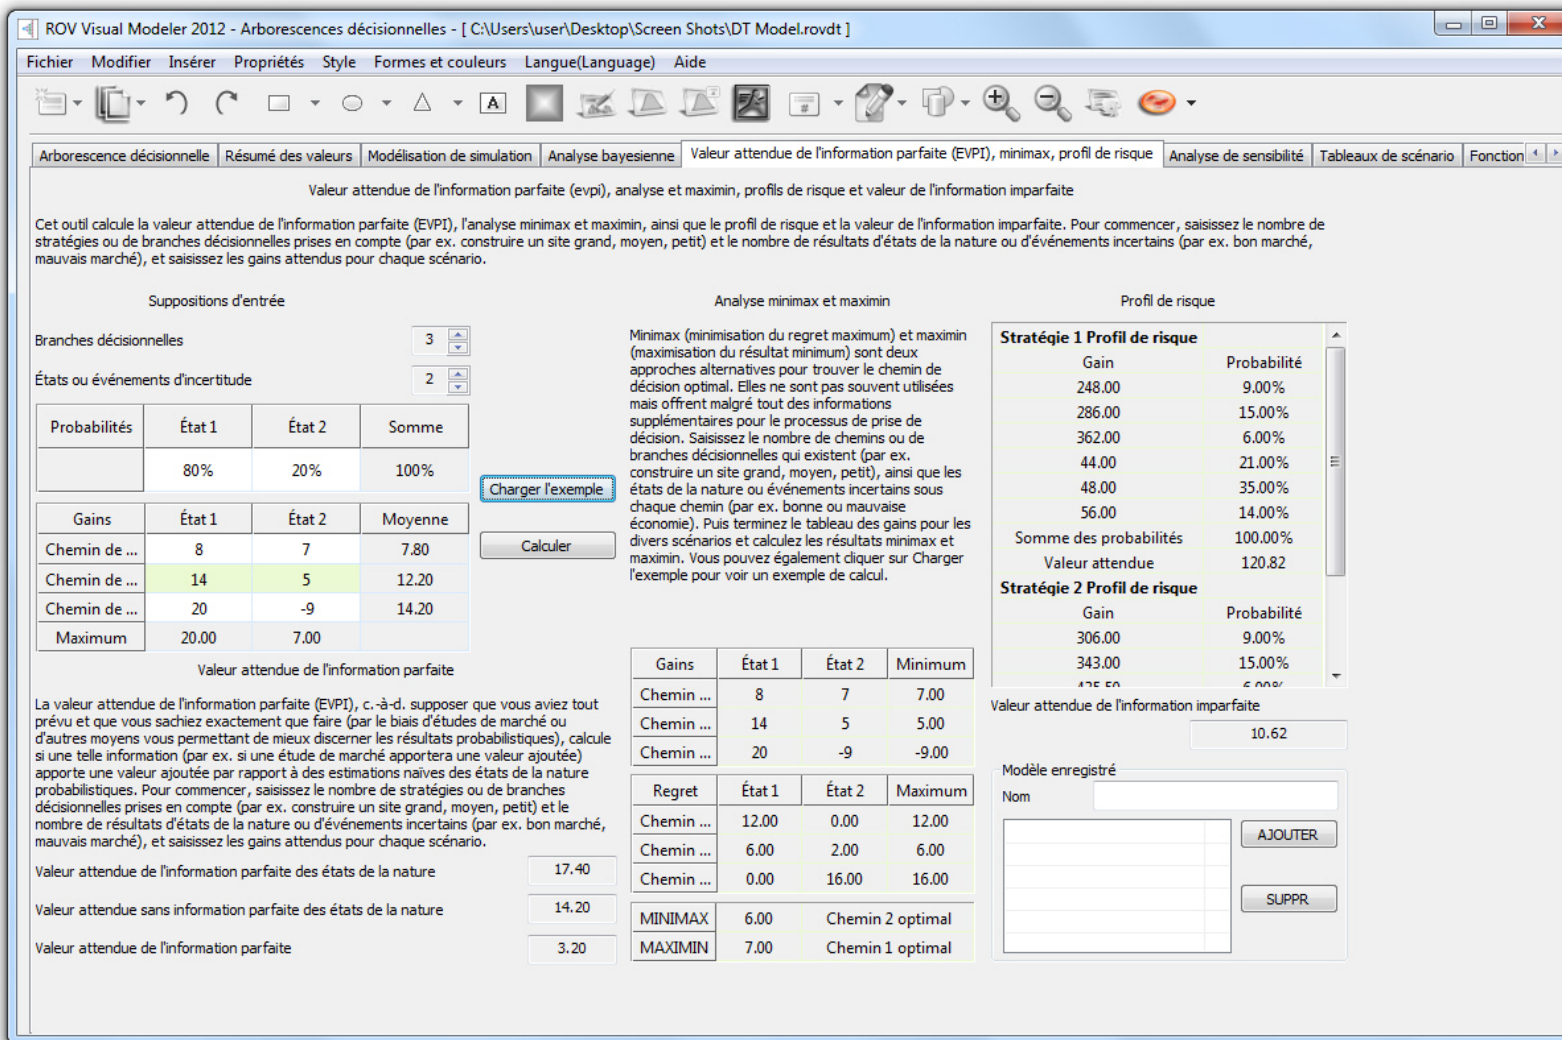 ROV Visual Modeler 2012 - Arborescences décisionnelles - [ C:\Users\user\Desktop\Screen Shots\DT Model.rovdt ]
Fichier Modifier Insérer Propriétés Style Formes et couleurs Langue(Language) Aide
A
#
Arborescence décisionnelle Résumé des valeurs Modélisation de simulation Analyse bayesienne Valeur attendue de l'information parfaite (EVPI), minimax, profil de risque Analyse de sensibilité Tableaux de scénario Fonction
Valeur attendue de l'information parfaite (evpi), analyse et maximin, profils de risque et valeur de l'information imparfaite
Cet outil calcule la valeur attendue de l'information parfaite (EVPI), l'analyse minimax et maximin, ainsi que le profil de risque et la valeur de l'information imparfaite. Pour commencer, saisissez le nombre de
stratégies ou de branches décisionnelles prises en compte (par ex. construire un site grand, moyen, petit) et le nombre de résultats d'états de la nature ou d'événements incertains (par ex. bon marché,
mauvais marché), et saisissez les gains attendus pour chaque scénario.
Suppositions d'entrée
Branches décisionnelles 3
États ou événements d'incertitude 2
Probabilités État 1 État 2 Somme
80% 20% 100%
Gains État 1 État 2 Moyenne
Chemin de ... 8 7 7.80
Chemin de ... 14 5 12.20
Chemin de ... 20 -9 14.20
Maximum 20.00 7.00
Charger l'exemple
Calculer
Valeur attendue de l'information parfaite
La valeur attendue de l'information parfaite (EVPI), c.-à-d. supposer que vous aviez tout
prévu et que vous sachiez exactement que faire (par le biais d'études de marché ou
d'autres moyens vous permettant de mieux discerner les résultats probabilistiques), calcule
si une telle information (par ex. si une étude de marché apportera une valeur ajoutée)
apporte une valeur ajoutée par rapport à des estimations naïves des états de la nature
probabilistiques. Pour commencer, saisissez le nombre de stratégies ou de branches
décisionnelles prises en compte (par ex. construire un site grand, moyen, petit) et le
nombre de résultats d'états de la nature ou d'événements incertains (par ex. bon marché,
mauvais marché), et saisissez les gains attendus pour chaque scénario.
Valeur attendue de l'information parfaite des états de la nature 17.40
Valeur attendue sans information parfaite des états de la nature 14.20
Valeur attendue de l'information parfaite 3.20
Analyse minimax et maximin
Minimax (minimisation du regret maximum) et maximin
(maximisation du résultat minimum) sont deux
approches alternatives pour trouver le chemin de
décision optimal. Elles ne sont pas souvent utilisées
mais offrent malgré tout des informations
supplémentaires pour le processus de prise de
décision. Saisissez le nombre de chemins ou de
branches décisionnelles qui existent (par ex.
construire un site grand, moyen, petit), ainsi que les
états de la nature ou événements incertains sous
chaque chemin (par ex. bonne ou mauvaise
économie). Puis terminez le tableau des gains pour les
divers scénarios et calculez les résultats minimax et
maximin. Vous pouvez également cliquer sur Charger
l'exemple pour voir un exemple de calcul.
Gains État 1 État 2 Minimum
Chemin ... 8 7 7.00
Chemin ... 14 5 5.00
Chemin ... 20 -9 -9.00
Regret État 1 État 2 Maximum
Chemin ... 12.00 0.00 12.00
Chemin ... 6.00 2.00 6.00
Chemin ... 0.00 16.00 16.00
MINIMAX 6.00 Chemin 2 optimal
MAXIMIN 7.00 Chemin 1 optimal
Profil de risque
Stratégie 1 Profil de risque
Gain Probabilité
248.00 9.00%
286.00 15.00%
362.00 6.00%
44.00 21.00%
48.00 35.00%
56.00 14.00%
Somme des probabilités 100.00%
Valeur attendue 120.82
Stratégie 2 Profil de risque
Gain Probabilité
306.00 9.00%
343.00 15.00%
425.50 6.00%
Valeur attendue de l'information imparfaite
10.62
Modèle enregistré
Nom
AJOUTER
SUPPR